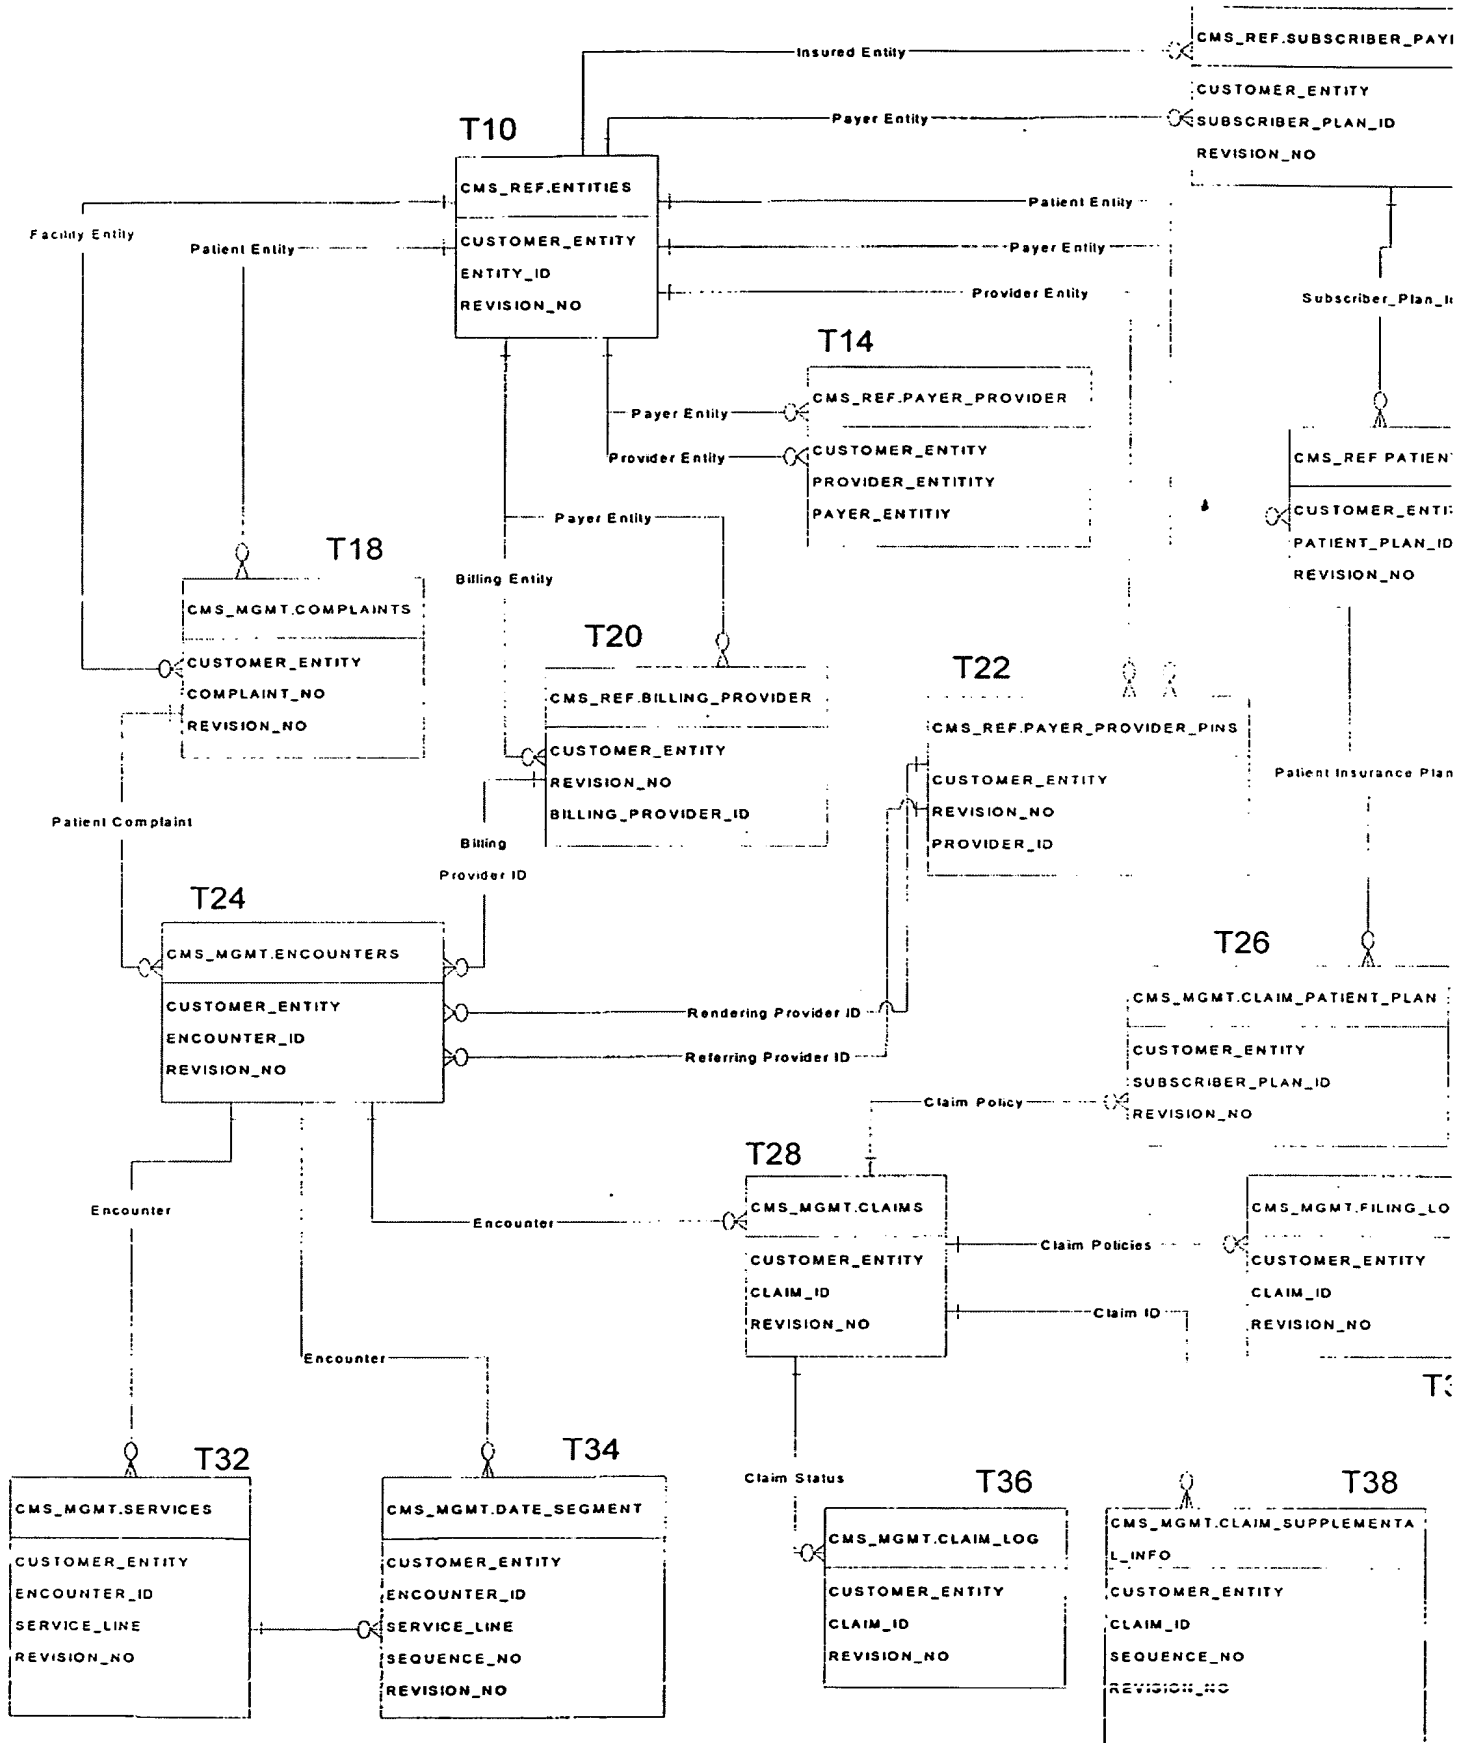 CMS_REF.SUBSCRIBER_PAY
CUSTOMER_ENTITY
SUBSCRIBER_PLAN_ID
REVISION_NO
Insured Entity
Payer Entity
T10
CMS_REF.ENTITIES
CUSTOMER_ENTITY
ENTITY_ID
REVISION_NO
Facility Entity
Patient Entity
Patient Entity
Payer Entity
Provider Entity
Subscriber_Plan_
T14
CMS_REF.PAYER_PROVIDER
CUSTOMER_ENTITY
PROVIDER_ENTITITY
PAYER_ENTITIY
Payer Entity
Provider Entity
CMS_REF PATIEN
CUSTOMER_ENTI
PATIENT_PLAN_ID
REVISION_NO
Payer Entity
Billing Entity
T18
CMS_MGMT.COMPLAINTS
CUSTOMER_ENTITY
COMPLAINT_NO
REVISION_NO
T20
CMS_REF.BILLING_PROVIDER
CUSTOMER_ENTITY
REVISION_NO
BILLING_PROVIDER_ID
T22
CMS_REF.PAYER_PROVIDER_PINS
CUSTOMER_ENTITY
REVISION_NO
PROVIDER_ID
Patient Insurance Plan
Patient Complaint
Billing
Provider ID
T24
CMS_MGMT.ENCOUNTERS
CUSTOMER_ENTITY
ENCOUNTER_ID
REVISION_NO
Rendering Provider ID
Referring Provider ID
T26
CMS_MGMT.CLAIM_PATIENT_PLAN
CUSTOMER_ENTITY
SUBSCRIBER_PLAN_ID
REVISION_NO
Claim Policy
T28
CMS_MGMT.CLAIMS
CUSTOMER_ENTITY
CLAIM_ID
REVISION_NO
Encounter
Encounter
Claim Policies
Claim ID
CMS_MGMT.FILING_LO
CUSTOMER_ENTITY
CLAIM_ID
REVISION_NO
Encounter
T32
CMS_MGMT.SERVICES
CUSTOMER_ENTITY
ENCOUNTER_ID
SERVICE_LINE
REVISION_NO
T34
CMS_MGMT.DATE_SEGMENT
CUSTOMER_ENTITY
ENCOUNTER_ID
SERVICE_LINE
SEQUENCE_NO
REVISION_NO
Claim Status
T36
CMS_MGMT.CLAIM_LOG
CUSTOMER_ENTITY
CLAIM_ID
REVISION_NO
T38
CMS_MGMT.CLAIM_SUPPLEMENTA
L_INFO
CUSTOMER_ENTITY
CLAIM_ID
SEQUENCE_NO
REVISION_NO